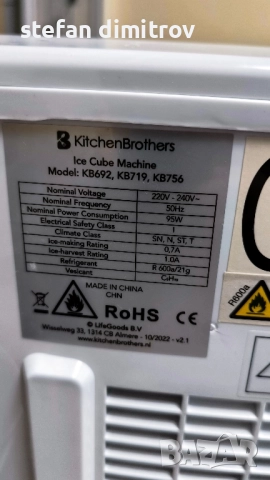 stefan dimitrov
KitchenBrothers
Ice Cube Machine
Model: KB692, KB719, KB756
Nominal Voltage 220V - 240V~
Nominal Frequency 50Hz
Nominal Power Consumption 95W
Electrical Safety Class I
Climate Class SN, N, ST, T
Ice-making Rating 0,7A
Ice-harvest Rating 1.0A
Refrigerant R 600a/21g
Vesicant C₅H₁₀
MADE IN CHINA
CHN
CE RoHS
© LifeGoods B.V
1314 CB Almere - 10/2022 - v2.1
www.kitchenbrothers.nl
R600a
BAZAR